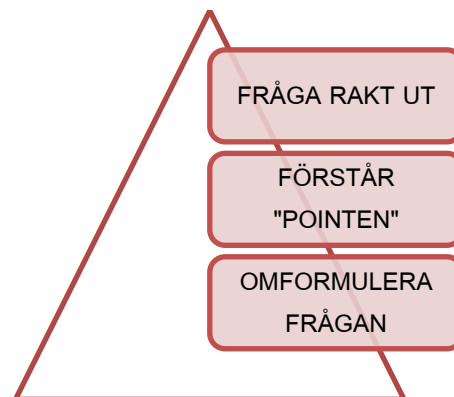 FRÅGA RAKT UT
FÖRSTÅR
"POINTEN"
OMFORMULERA
FRÅGAN